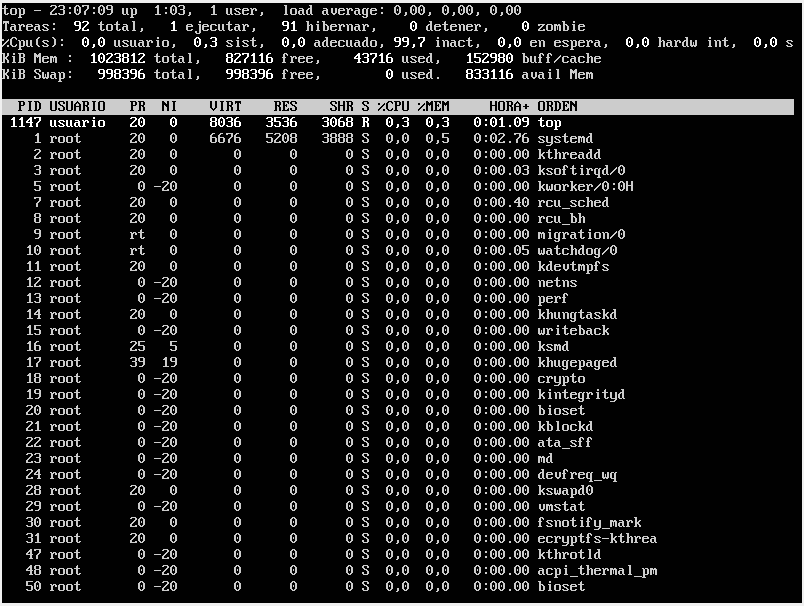 top - 23:07:09 up  1:03,  1 user,  load average: 0,00, 0,00, 0,00
Tareas:  92 total,   1 ejecutar,   91 hibernar,    0 detener,    0 zombie
%Cpu(s):  0,0 usuario,  0,3 sist,  0,0 adecuado, 99,7 inact,  0,0 en espera,  0,0 hardw int,  0,0 s
KiB Mem :  1023812 total,   827116 free,    43716 used,   152980 buff/cache
KiB Swap:   998396 total,   998396 free,        0 used.   833116 avail Mem
PID USUARIO   PR  NI    VIRT    RES    SHR S %CPU %MEM     HORA+ ORDEN
1147 usuario   20   0    8036   3536   3068 R  0,3  0,3   0:01.09 top
1 root      20   0    6676   5208   3888 S  0,0  0,5   0:02.76 systemd
2 root      20   0       0      0      0 S  0,0  0,0   0:00.00 kthreadd
3 root      20   0       0      0      0 S  0,0  0,0   0:00.03 ksoftirqd/0
5 root       0 -20       0      0      0 S  0,0  0,0   0:00.00 kworker/0:0H
7 root      20   0       0      0      0 S  0,0  0,0   0:00.40 rcu_sched
8 root      20   0       0      0      0 S  0,0  0,0   0:00.00 rcu_bh
9 root      rt   0       0      0      0 S  0,0  0,0   0:00.00 migration/0
10 root      rt   0       0      0      0 S  0,0  0,0   0:00.05 watchdog/0
11 root      20   0       0      0      0 S  0,0  0,0   0:00.00 kdevtmpfs
12 root       0 -20       0      0      0 S  0,0  0,0   0:00.00 netns
13 root       0 -20       0      0      0 S  0,0  0,0   0:00.00 perf
14 root      20   0       0      0      0 S  0,0  0,0   0:00.00 khungtaskd
15 root       0 -20       0      0      0 S  0,0  0,0   0:00.00 writeback
16 root      25   5       0      0      0 S  0,0  0,0   0:00.00 ksmd
17 root      39  19       0      0      0 S  0,0  0,0   0:00.00 khugepaged
18 root       0 -20       0      0      0 S  0,0  0,0   0:00.00 crypto
19 root       0 -20       0      0      0 S  0,0  0,0   0:00.00 kintegrityd
20 root       0 -20       0      0      0 S  0,0  0,0   0:00.00 bioset
21 root       0 -20       0      0      0 S  0,0  0,0   0:00.00 kblockd
22 root       0 -20       0      0      0 S  0,0  0,0   0:00.00 ata_sff
23 root       0 -20       0      0      0 S  0,0  0,0   0:00.00 md
24 root       0 -20       0      0      0 S  0,0  0,0   0:00.00 devfreq_wq
28 root      20   0       0      0      0 S  0,0  0,0   0:00.00 kswapd0
29 root       0 -20       0      0      0 S  0,0  0,0   0:00.00 vmstat
30 root      20   0       0      0      0 S  0,0  0,0   0:00.00 fsnotify_mark
31 root      20   0       0      0      0 S  0,0  0,0   0:00.00 ecryptfs-kthrea
47 root       0 -20       0      0      0 S  0,0  0,0   0:00.00 kthrotld
48 root       0 -20       0      0      0 S  0,0  0,0   0:00.00 acpi_thermal_pm
50 root       0 -20       0      0      0 S  0,0  0,0   0:00.00 bioset